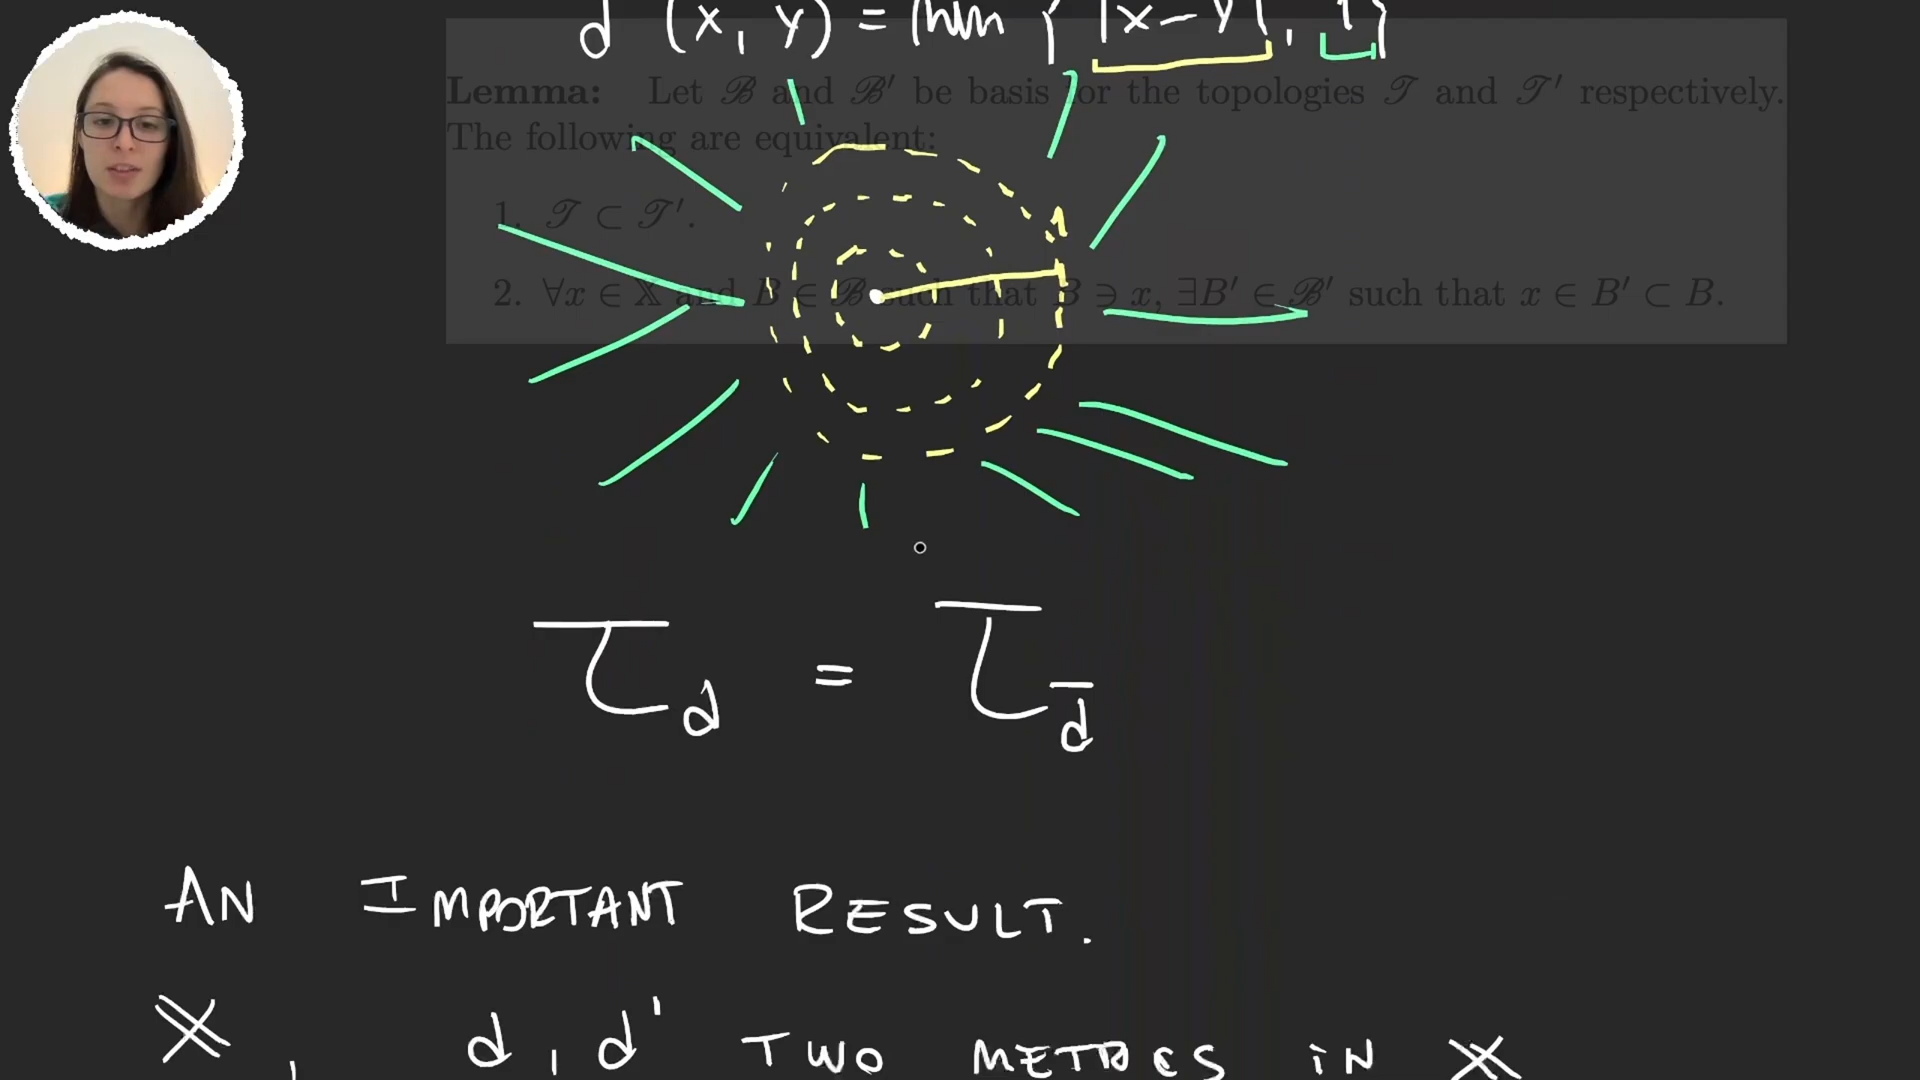 d (x, y) = min { |x-y|, 1}
Lemma: Let ℬ and ℬ′ be basis for the topologies 𝒯 and 𝒯′ respectively.
The following are equivalent:
1. 𝒯 ⊂ 𝒯′.
1
2. ∀x ∈ 𝕏 and B ∈ ℬ such that B ∋ x, ∃B′ ∈ ℬ′ such that x ∈ B′ ⊂ B.
τ_d = τ_d̅
AN IMPORTANT RESULT.
𝕏, d, d' TWO METRICS IN 𝕏